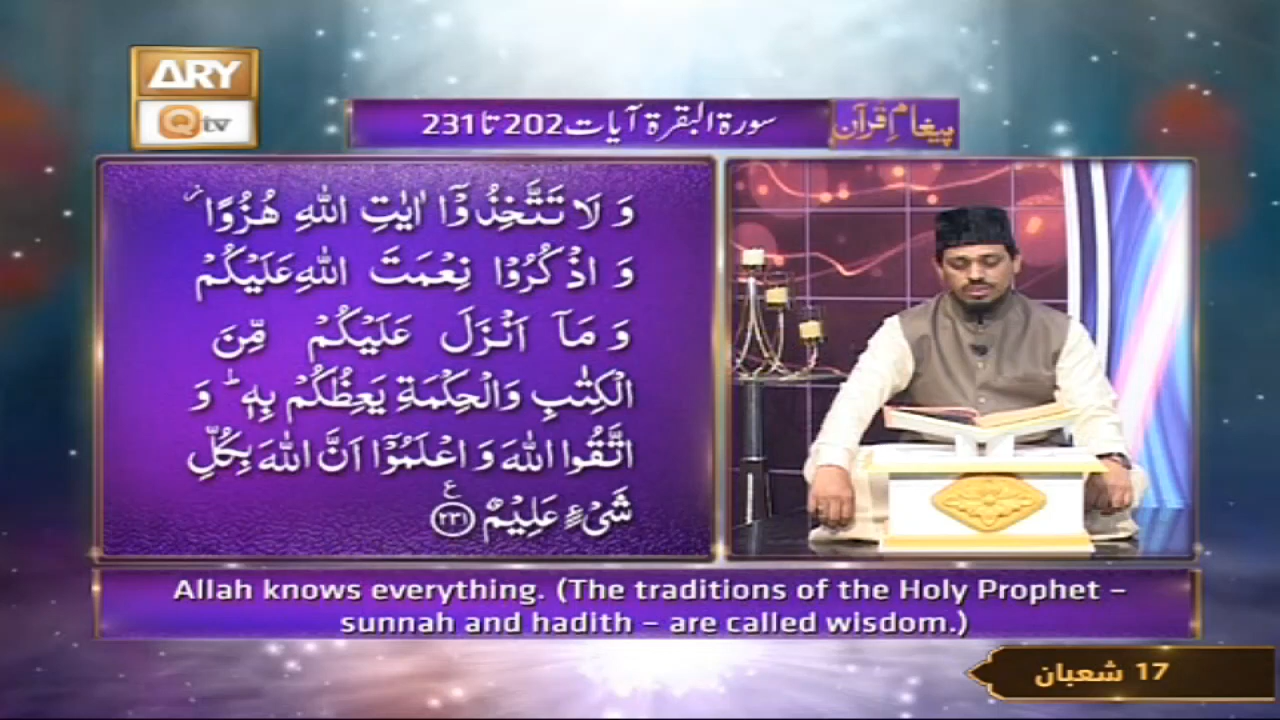 ARY
Qtv
سورۃ البقرۃ آیات 202 تا 231
پیغامِ قرآن
وَ لَا تَتَّخِذُوْۤا اٰیٰتِ اللّٰهِ هُزُوًا٘
وَ اذْكُرُوْا نِعْمَتَ اللّٰهِ عَلَیْكُمْ
وَ مَاۤ اَنْزَلَ عَلَیْكُمْ مِّنَ
الْكِتٰبِ وَالْحِكْمَةِ یَعِظُكُمْ بِهٖؕ وَ
اتَّقُوا اللّٰهَ وَ اعْلَمُوْۤا اَنَّ اللّٰهَ بِكُلِّ
شَیْءٍ عَلِیْمٌ ﴿۲۳۱﴾ ع
Allah knows everything. (The traditions of the Holy Prophet –
sunnah and hadith – are called wisdom.)
17 شعبان